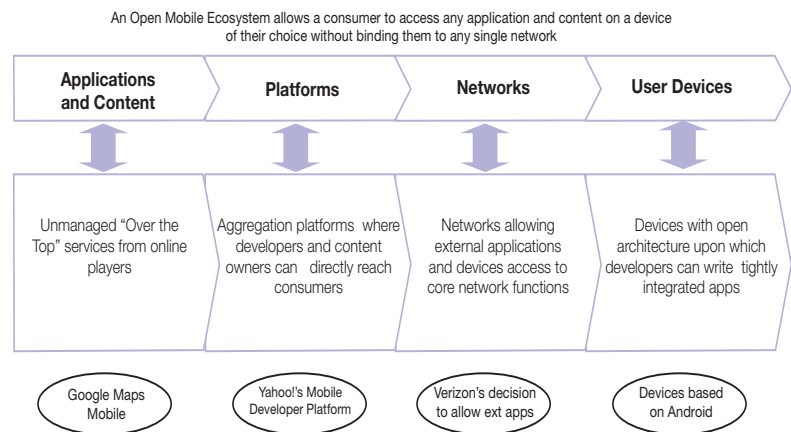 An Open Mobile Ecosystem allows a consumer to access any application and content on a device
of their choice without binding them to any single network
Applications
and Content
Platforms
Networks
User Devices
Unmanaged “Over the
Top” services from online
players
Aggregation platforms where
developers and content
owners can directly reach
consumers
Networks allowing
external applications
and devices access to
core network functions
Devices with open
architecture upon which
developers can write tightly
integrated apps
Google Maps
Mobile
Yahoo!'s Mobile
Developer Platform
Verizon's decision
to allow ext apps
Devices based
on Android